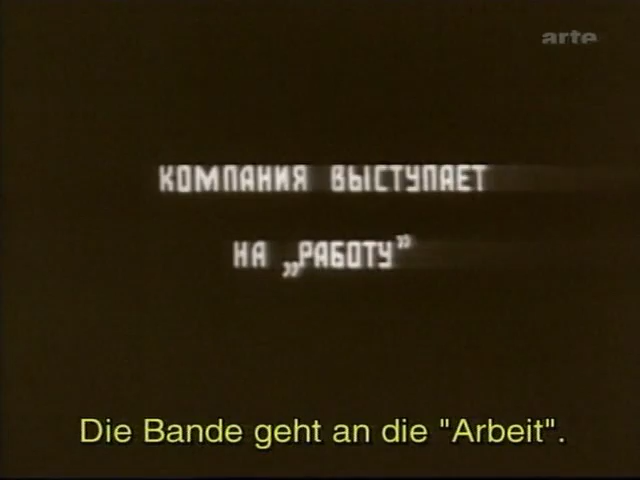 arte
КОМПАНИЯ ВЫСТУПАЕТ
НА „РАБОТУ”
Die Bande geht an die "Arbeit".